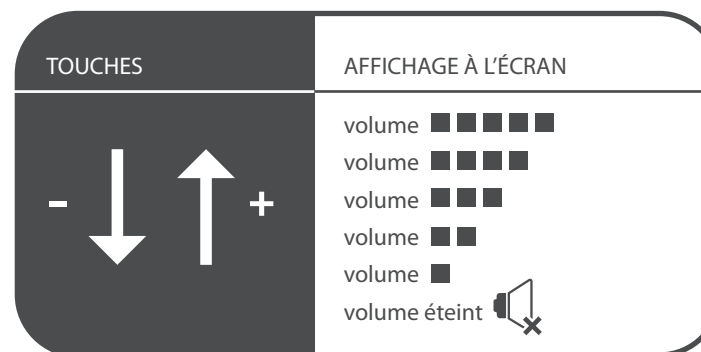 TOUCHES
AFFICHAGE À L'ÉCRAN
- +
volume
volume
volume
volume
volume
volume éteint